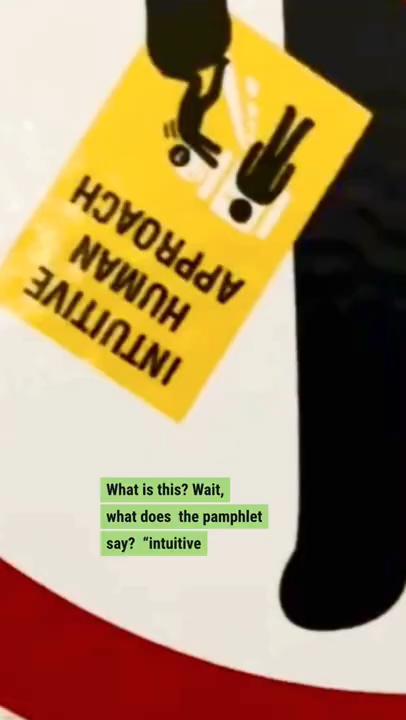 INTUITIVE
HUMAN
APPROACH
What is this? Wait,
what does the pamphlet
say? “intuitive